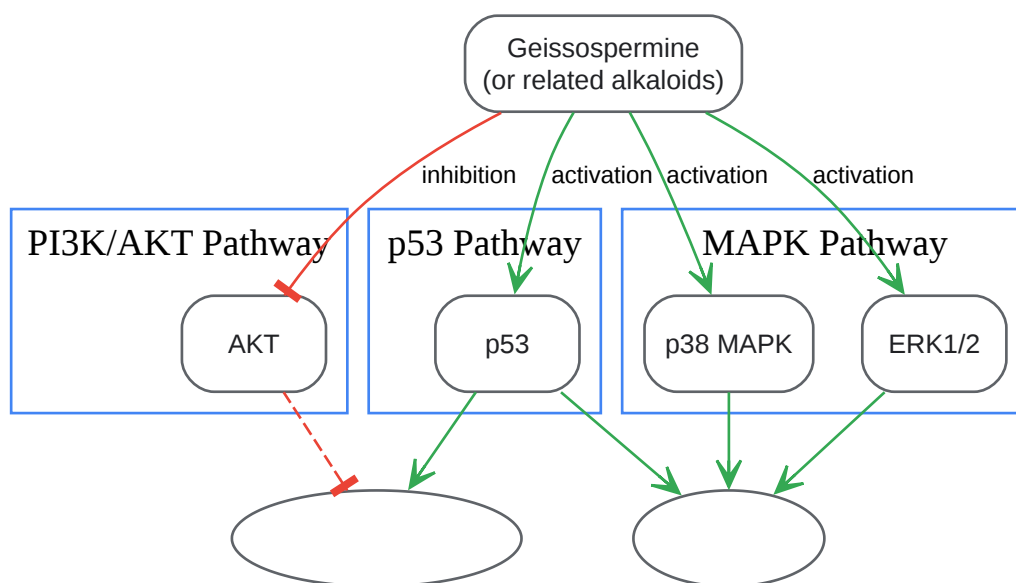 Geissospermine
(or related alkaloids)
inhibition
activation
activation
activation
PI3K/AKT Pathway
p53 Pathway
MAPK Pathway
AKT
p53
p38 MAPK
ERK1/2